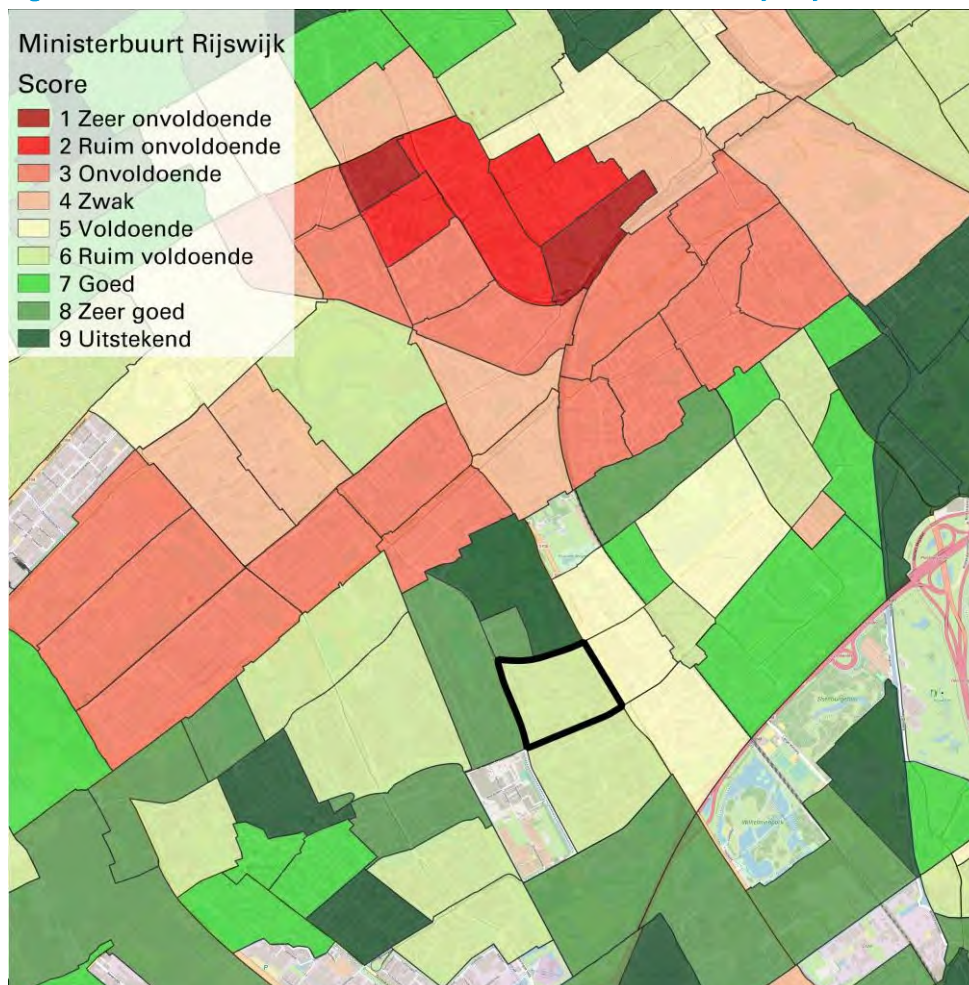 Ministerbuurt Rijswijk
Score
1 Zeer onvoldoende
2 Ruim onvoldoende
3 Onvoldoende
4 Zwak
5 Voldoende
6 Ruim voldoende
7 Goed
8 Zeer goed
9 Uitstekend